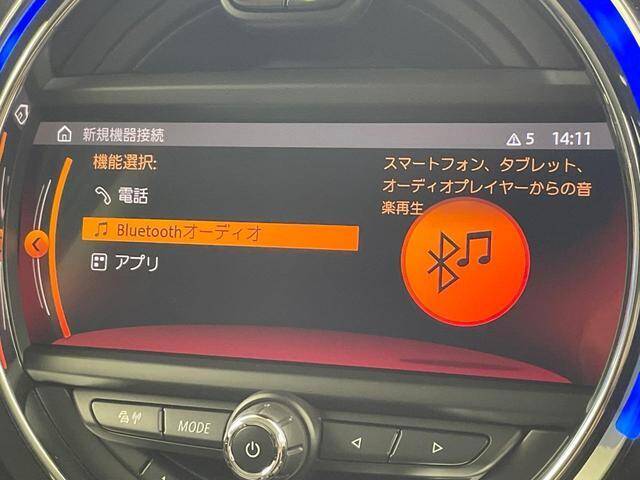 新規機器接続
5 14:11
機能選択:
電話
Bluetoothオーディオ
アプリ
スマートフォン、タブレット、
オーディオプレイヤーからの音
楽再生
MODE